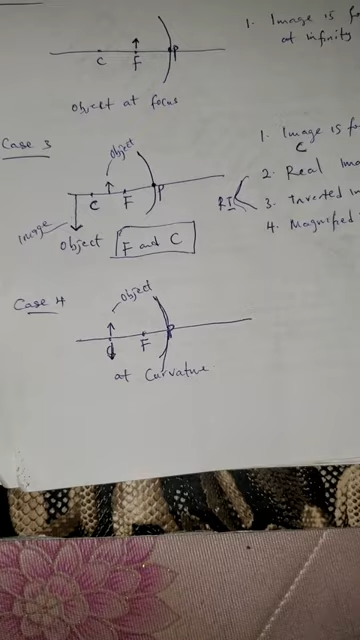 1. Image is
at infinity
C F P
Object at focus
Case 3
Object
C F P
Image
Object F and C
1. Image is
C
2. Real
RI
3. Inverted
4. Magnified
Case 4
Object
C F P
at Curvature